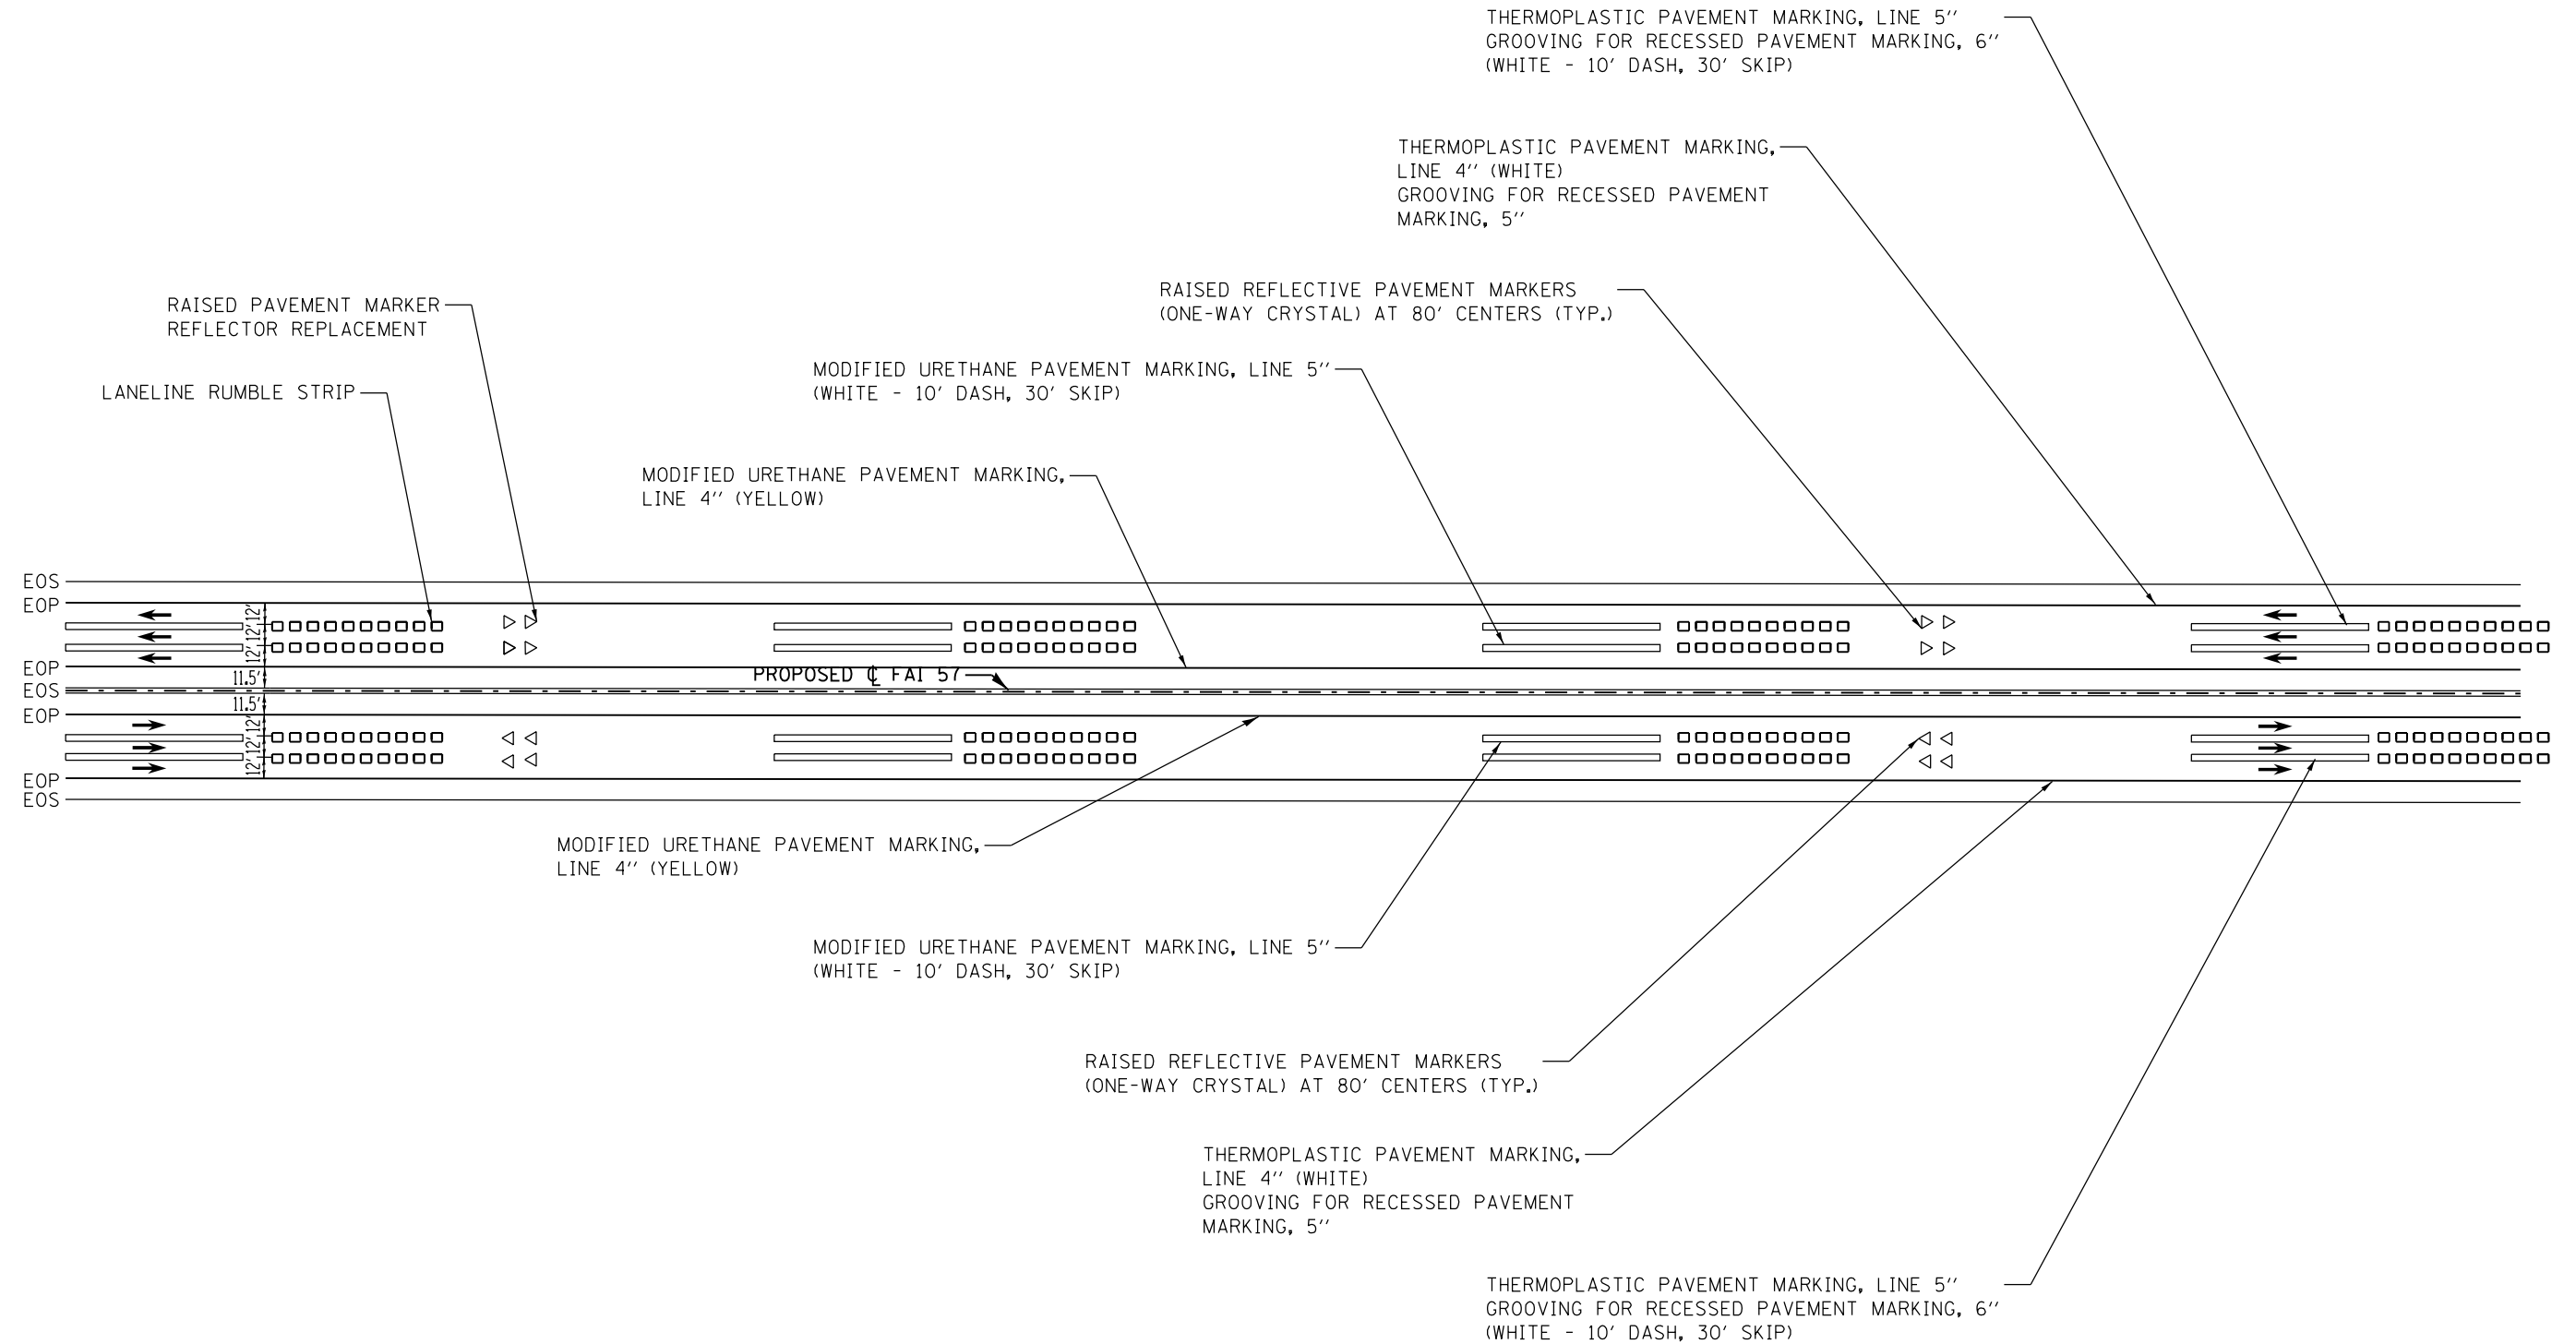 THERMOPLASTIC PAVEMENT MARKING, LINE 5''
GROOVING FOR RECESSED PAVEMENT MARKING, 6''
(WHITE - 10' DASH, 30' SKIP)
THERMOPLASTIC PAVEMENT MARKING,
LINE 4'' (WHITE)
GROOVING FOR RECESSED PAVEMENT
MARKING, 5''
RAISED REFLECTIVE PAVEMENT MARKERS
(ONE-WAY CRYSTAL) AT 80' CENTERS (TYP.)
RAISED PAVEMENT MARKER
REFLECTOR REPLACEMENT
MODIFIED URETHANE PAVEMENT MARKING, LINE 5''
(WHITE - 10' DASH, 30' SKIP)
LANELINE RUMBLE STRIP
MODIFIED URETHANE PAVEMENT MARKING,
LINE 4'' (YELLOW)
EOS
EOP
12'
12'
12'
EOP
11.5'
PROPOSED ℄ FAI 57
EOS
11.5'
EOP
12'
12'
12'
EOP
EOS
MODIFIED URETHANE PAVEMENT MARKING,
LINE 4'' (YELLOW)
MODIFIED URETHANE PAVEMENT MARKING, LINE 5''
(WHITE - 10' DASH, 30' SKIP)
RAISED REFLECTIVE PAVEMENT MARKERS
(ONE-WAY CRYSTAL) AT 80' CENTERS (TYP.)
THERMOPLASTIC PAVEMENT MARKING,
LINE 4'' (WHITE)
GROOVING FOR RECESSED PAVEMENT
MARKING, 5''
THERMOPLASTIC PAVEMENT MARKING, LINE 5''
GROOVING FOR RECESSED PAVEMENT MARKING, 6''
(WHITE - 10' DASH, 30' SKIP)